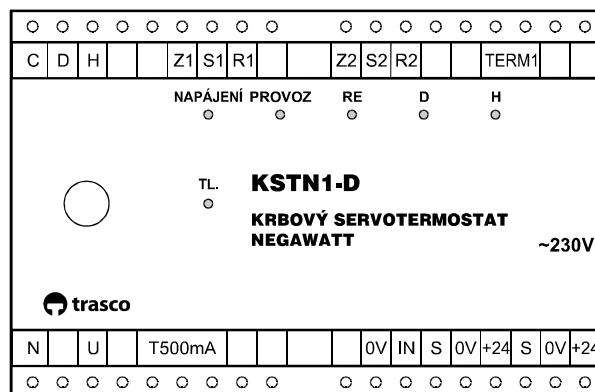 C D H Z1 S1 R1 Z2 S2 R2 TERM1
NAPÁJENÍ PROVOZ RE D H
TL. KSTN1-D
KRBOVÝ SERVOTERMOSTAT
NEGAWATT
~230V
trasco
N U T500mA 0V IN S 0V +24 S 0V +24